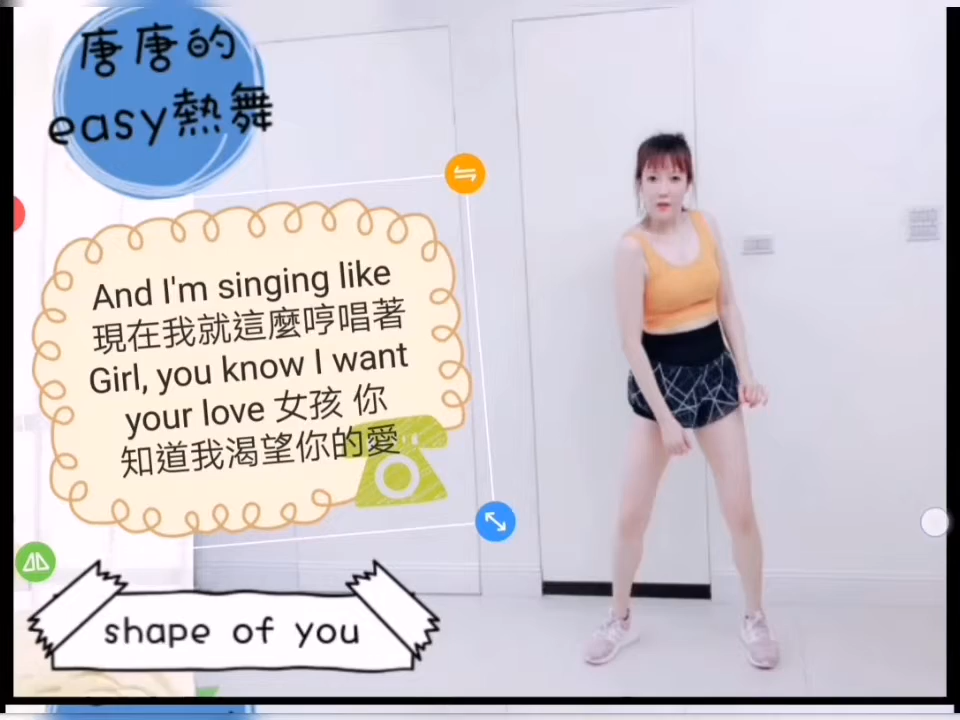 唐唐的
easy熱舞
And I'm singing like
現在我就這麼哼唱著
Girl, you know I want
your love 女孩 你
知道我渴望你的愛
shape of you